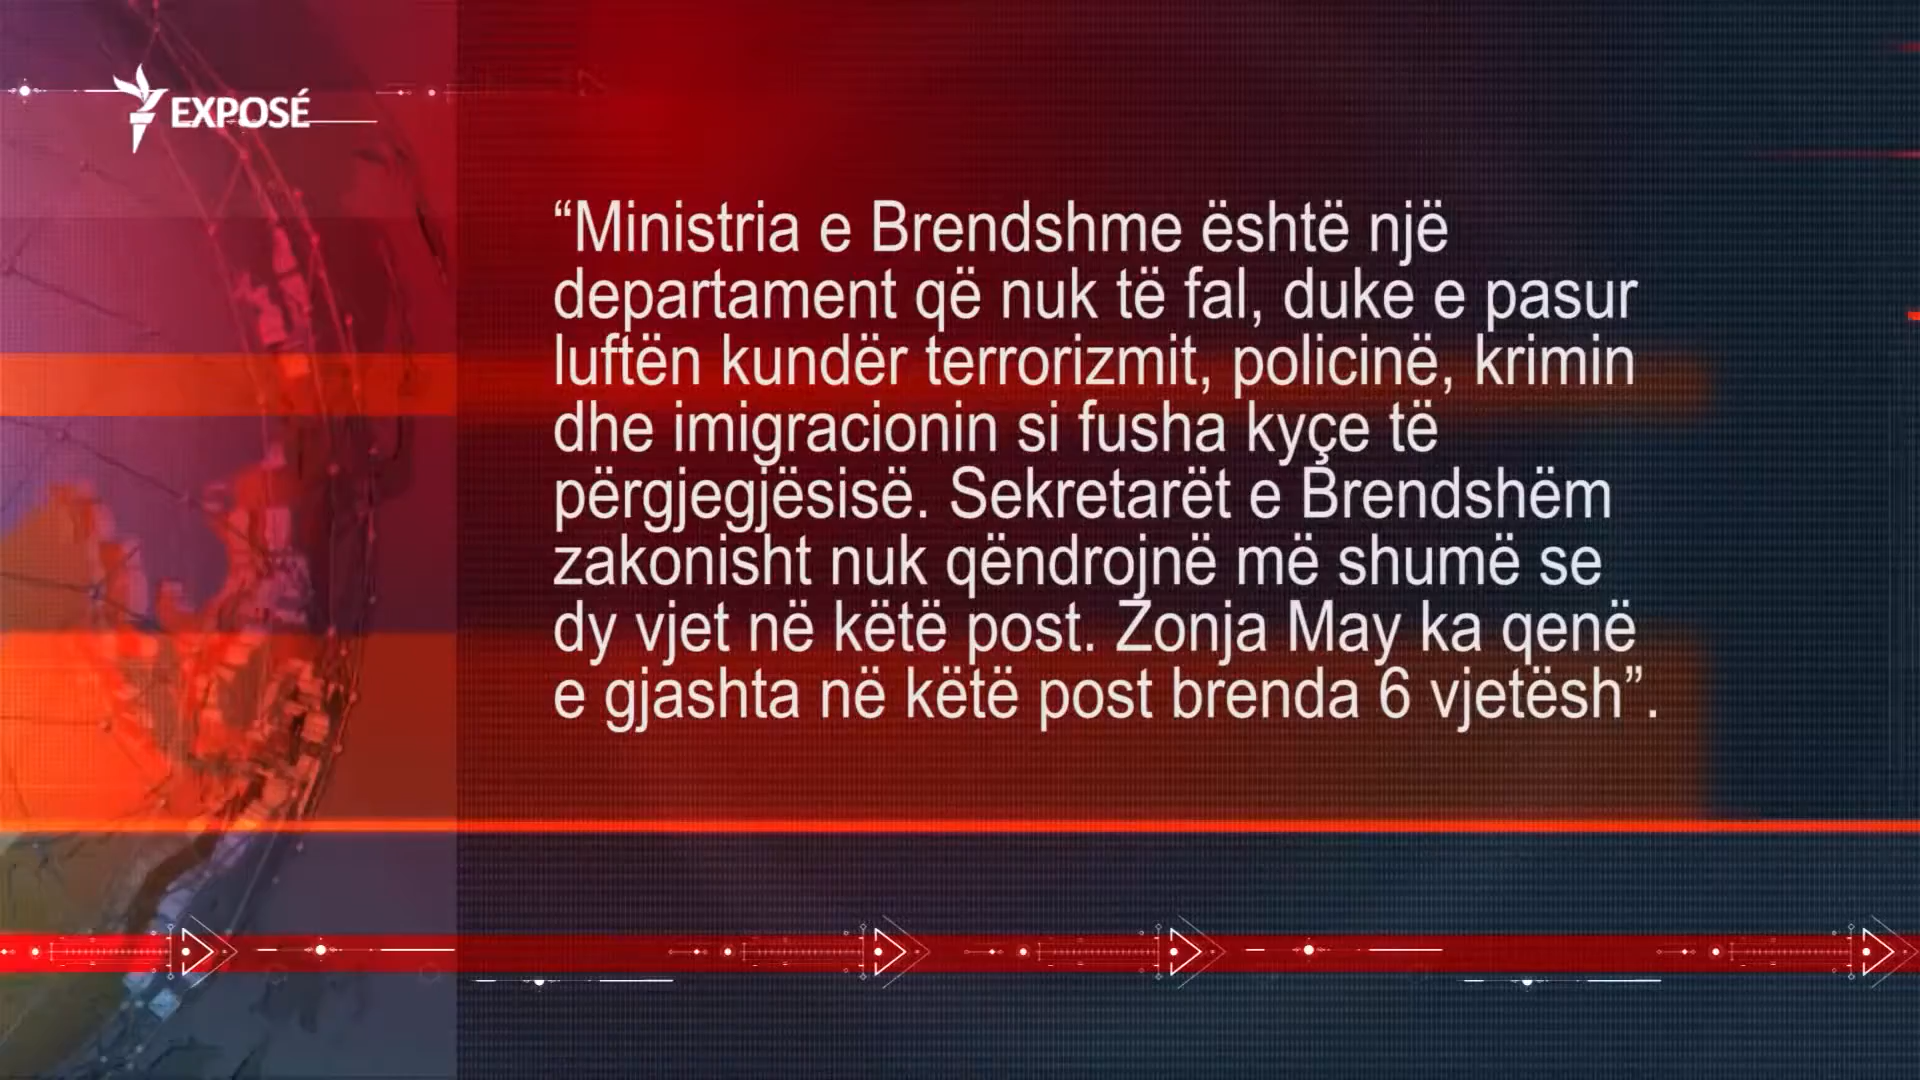 EXPOSÉ
“Ministria e Brendshme është një
departament që nuk të fal, duke e pasur
luftën kundër terrorizmit, policinë, krimin
dhe imigracionin si fusha kyçe të
përgjegjësisë. Sekretarët e Brendshëm
zakonisht nuk qëndrojnë më shumë se
dy vjet në këtë post. Zonja May ka qenë
e gjashta në këtë post brenda 6 vjetësh”.